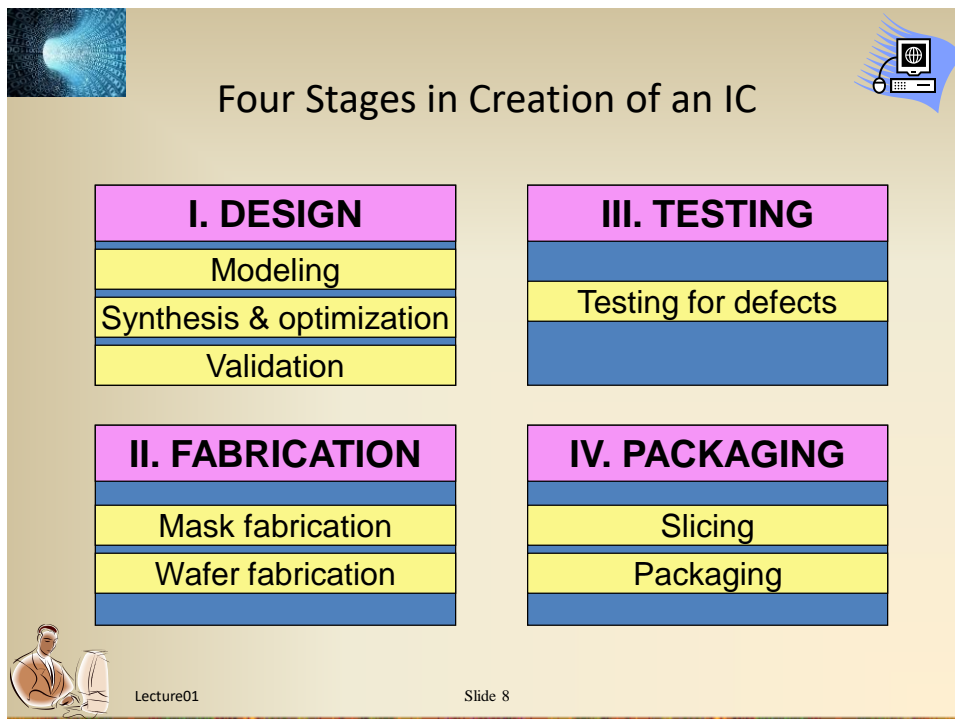 Four Stages in Creation of an IC
I. DESIGN
Modeling
Synthesis & optimization
Validation
II. FABRICATION
Mask fabrication
Wafer fabrication
III. TESTING
Testing for defects
IV. PACKAGING
Slicing
Packaging
Lecture01
Slide 8